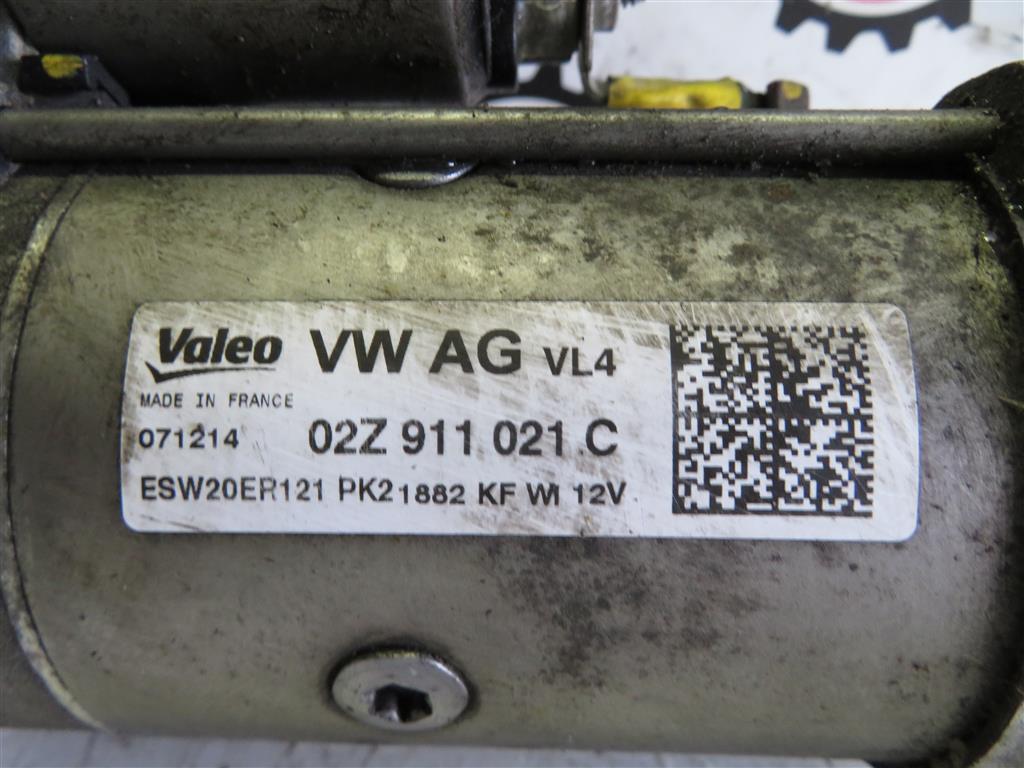 Valeo VW AG VL4
MADE IN FRANCE
071214 02Z 911 021 C
ESW20ER121 PK21882 KF WI 12V